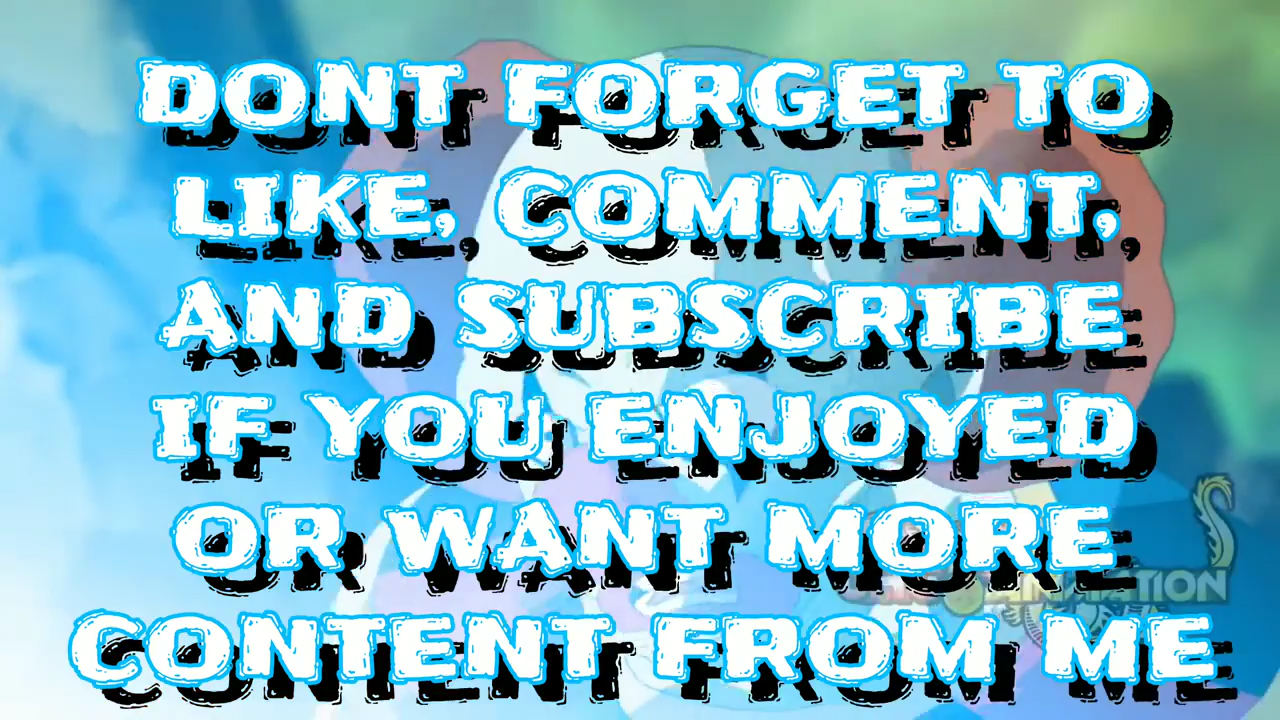 DONT FORGET TO
LIKE, COMMENT,
AND SUBSCRIBE
IF YOU ENJOYED
OR WANT MORE
CONTENT FROM ME